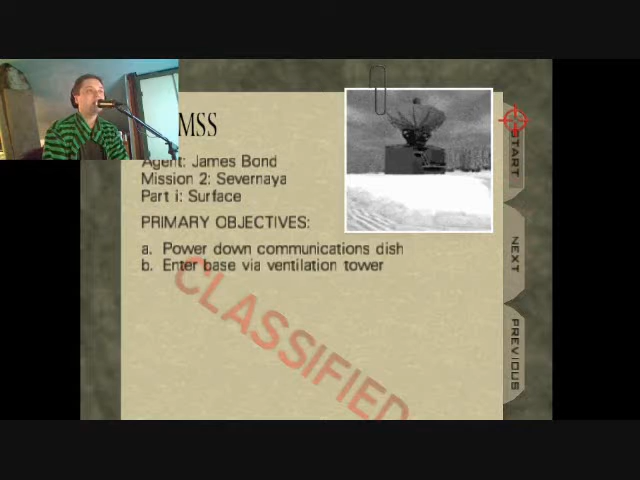 MSS
Agent: James Bond
Mission 2: Severnaya
Part i: Surface
PRIMARY OBJECTIVES:
a. Power down communications dish
b. Enter base via ventilation tower
CLASSIFIED
START
NEXT
PREVIOUS